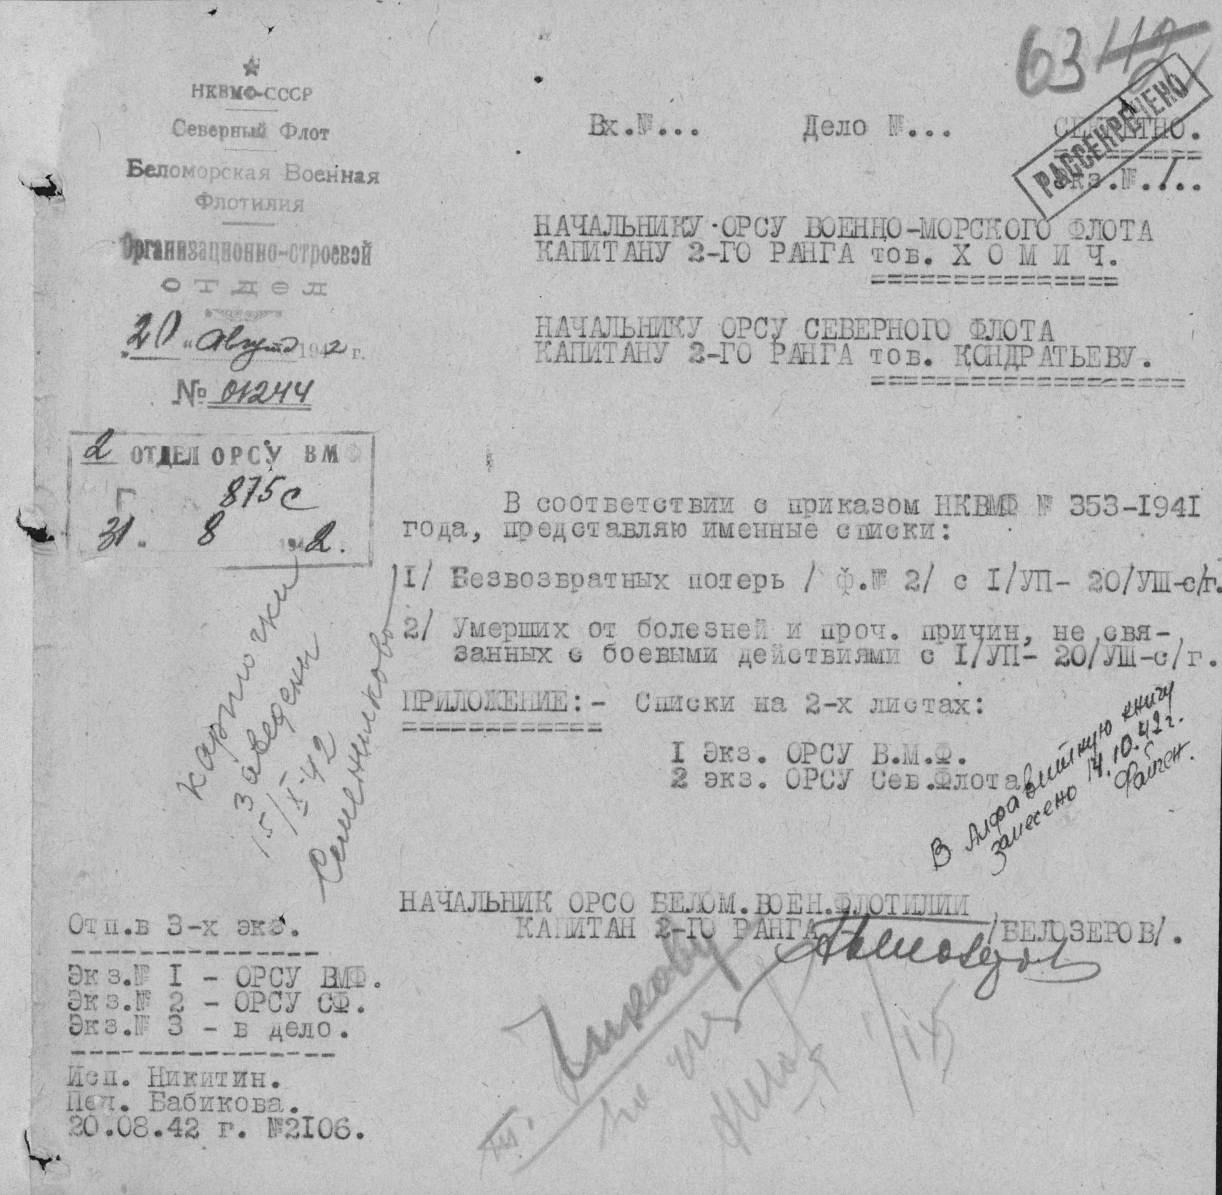 63 112
НКВМФ-СССР
Северный Флот
Беломорская Военная
Флотилия
Организационно-строевой
отдел
"20" августа 1942 г.
№ 01244
2 ОТДЕЛ ОРСУ ВМФ
875с
31. 8 1942.
Вх.№... Дело №...
СЕКРЕТНО.
РАССЕКРЕЧЕНО
Экз.№.1..
НАЧАЛЬНИКУ ОРСУ ВОЕННО-МОРСКОГО ФЛОТА
КАПИТАНУ 2-ГО РАНГА тов. Х О М И Ч.
НАЧАЛЬНИКУ ОРСУ СЕВЕРНОГО ФЛОТА
КАПИТАНУ 2-ГО РАНГА тов. КОНДРАТЬЕВУ.
В соответствии с приказом НКВМФ № 353-1941
года, представляю именные списки:
1/ Безвозвратных потерь / ф.№ 2/ с 1/УП- 20/УШ-с/г.
2/ Умерших от болезней и проч. причин, не свя-
занных с боевыми действиями с 1/УП- 20/УШ-с/г.
ПРИЛОЖЕНИЕ:- Списки на 2-х листах:
1 Экз. ОРСУ В.М.Ф.
2 экз. ОРСУ Сев.Флота
карточки
заведены
15/X-42
Семенникова
В Алфавитную книгу
занесено 14.10.42г.
НАЧАЛЬНИК ОРСО БЕЛОМ.ВОЕН.ФЛОТИЛИИ
КАПИТАН 2-ГО РАНГА /БЕЛОЗЕРОВ/.
Отп.в 3-х экз.
Экз.№ 1 - ОРСУ ВМФ.
Экз.№ 2 - ОРСУ СФ.
Экз.№ 3 - в дело.
Исп. Никитин.
Печ. Бабикова.
20.08.42 г. №2106.